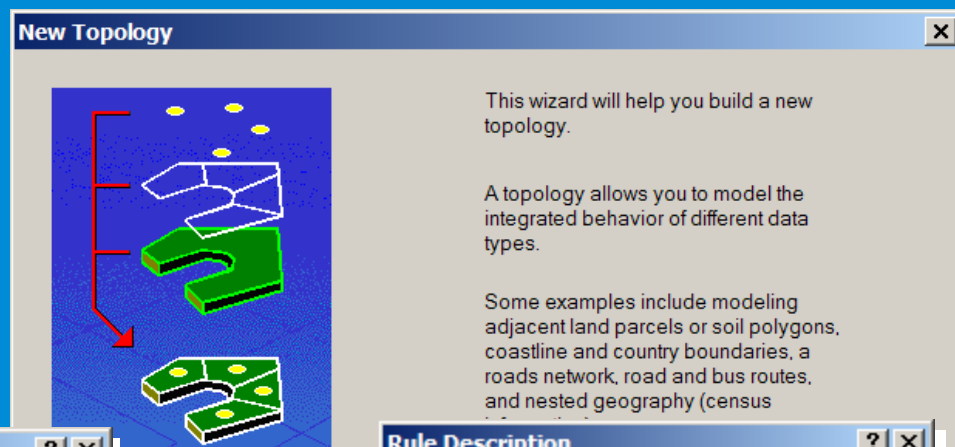 New Topology
This wizard will help you build a new
topology.
A topology allows you to model the
integrated behavior of different data
types.
Some examples include modeling
adjacent land parcels or soil polygons,
coastline and country boundaries, a
roads network, road and bus routes,
and nested geography (census
Rule Description